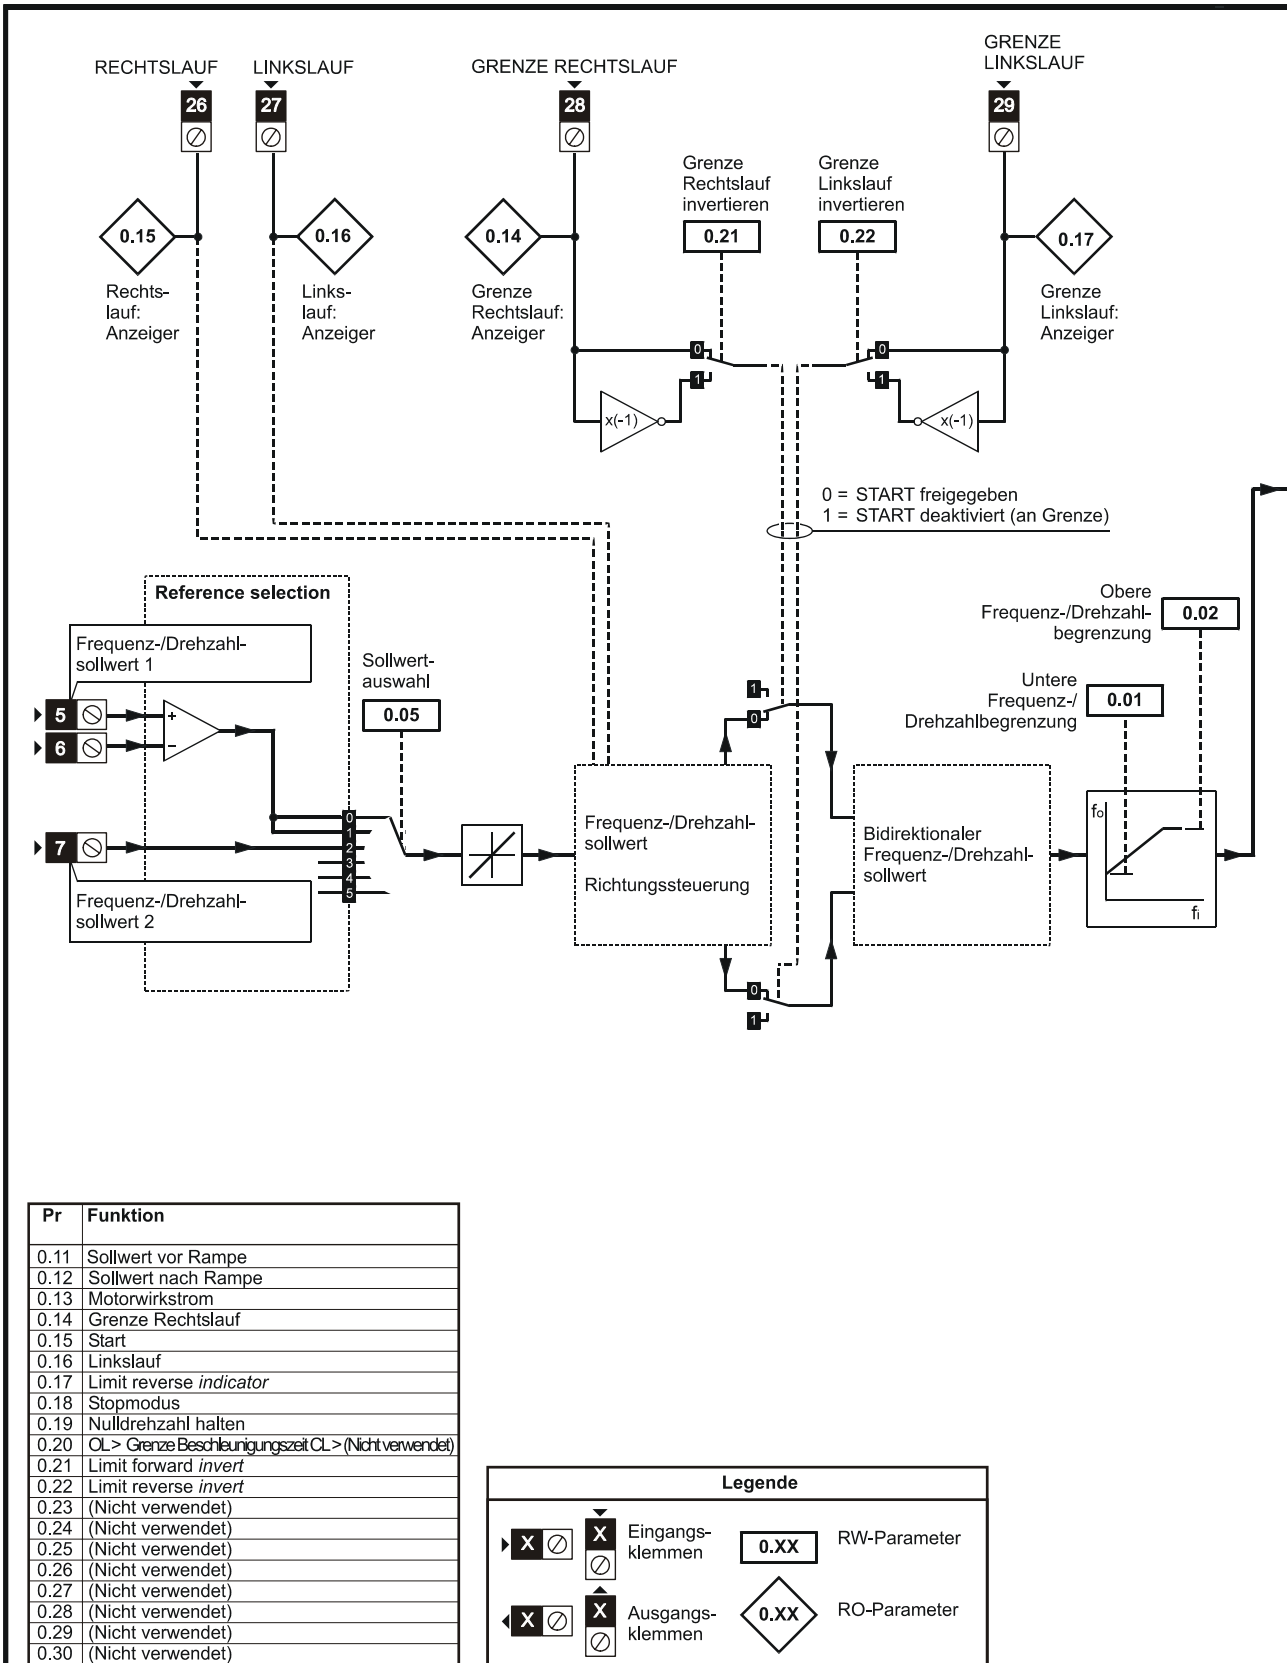 RECHTSLAUF
LINKSLAUF
GRENZE RECHTSLAUF
GRENZE
LINKSLAUF
26
27
28
29
Grenze
Rechtslauf
invertieren
Grenze
Linkslauf
invertieren
0.15
0.16
0.14
0.21
0.22
0.17
Rechts-
lauf:
Anzeiger
Links-
lauf:
Anzeiger
Grenze
Rechtslauf:
Anzeiger
Grenze
Linkslauf:
Anzeiger
0
1
0
1
x(-1)
x(-1)
0 = START freigegeben
1 = START deaktiviert (an Grenze)
Reference selection
Frequenz-/Drehzahl-
sollwert 1
5
6
+
−
7
Frequenz-/Drehzahl-
sollwert 2
0
1
2
3
4
5
Sollwert-
auswahl
0.05
1
0
Frequenz-/Drehzahl-
sollwert
Richtungssteuerung
0
1
Bidirektionaler
Frequenz-/Drehzahl-
sollwert
Obere
Frequenz-/Drehzahl-
begrenzung
0.02
Untere
Frequenz-/
Drehzahlbegrenzung
0.01
fo
fi
Pr Funktion
0.11 Sollwert vor Rampe
0.12 Sollwert nach Rampe
0.13 Motorwirkstrom
0.14 Grenze Rechtslauf
0.15 Start
0.16 Linkslauf
0.17 Limit reverse indicator
0.18 Stopmodus
0.19 Nulldrehzahl halten
0.20 OL> Grenze Beschleunigungszeit CL> (Nicht verwendet)
0.21 Limit forward invert
0.22 Limit reverse invert
0.23 (Nicht verwendet)
0.24 (Nicht verwendet)
0.25 (Nicht verwendet)
0.26 (Nicht verwendet)
0.27 (Nicht verwendet)
0.28 (Nicht verwendet)
0.29 (Nicht verwendet)
0.30 (Nicht verwendet)
Legende
X
X
Eingangs-
klemmen
0.XX
RW-Parameter
X
X
Ausgangs-
klemmen
0.XX
RO-Parameter